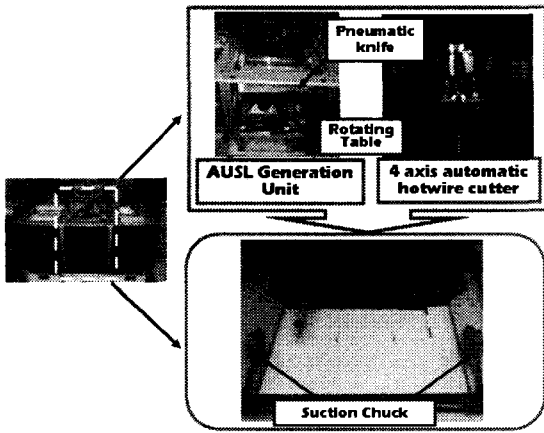 Pneumatic
knife
Rotating
Table
AUSL Generation
Unit
4 axis automatic
hotwire cutter
Suction Chuck